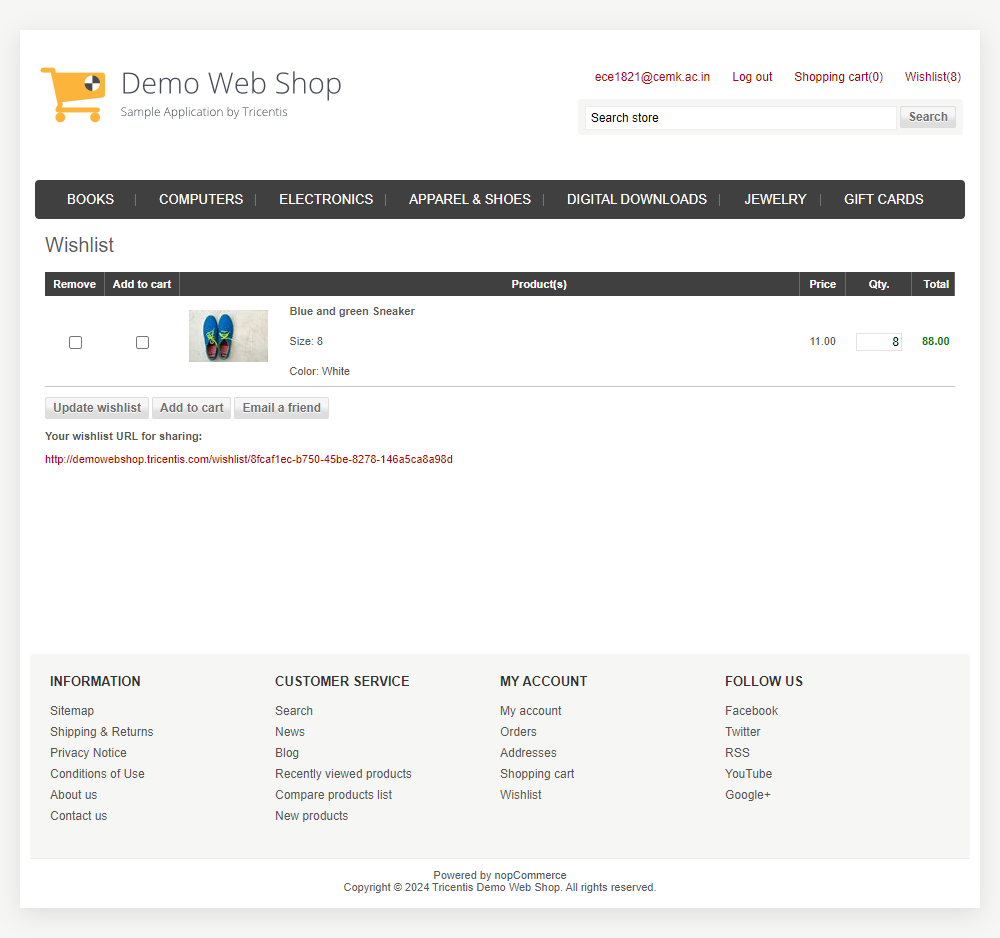 Demo Web Shop
Sample Application by Tricentis
ece1821@cemk.ac.in Log out Shopping cart(0) Wishlist(8)
Search store Search
BOOKS COMPUTERS ELECTRONICS APPAREL & SHOES DIGITAL DOWNLOADS JEWELRY GIFT CARDS
Wishlist
Remove Add to cart Product(s) Price Qty. Total
Blue and green Sneaker
Size: 8 11.00 8 88.00
Color: White
Update wishlist Add to cart Email a friend
Your wishlist URL for sharing:
http://demowebshop.tricentis.com/wishlist/8fcaf1ec-b750-45be-8278-146a5ca8a98d
INFORMATION CUSTOMER SERVICE MY ACCOUNT FOLLOW US
Sitemap Search My account Facebook
Shipping & Returns News Orders Twitter
Privacy Notice Blog Addresses RSS
Conditions of Use Recently viewed products Shopping cart YouTube
About us Compare products list Wishlist Google+
Contact us New products
Powered by nopCommerce
Copyright © 2024 Tricentis Demo Web Shop. All rights reserved.